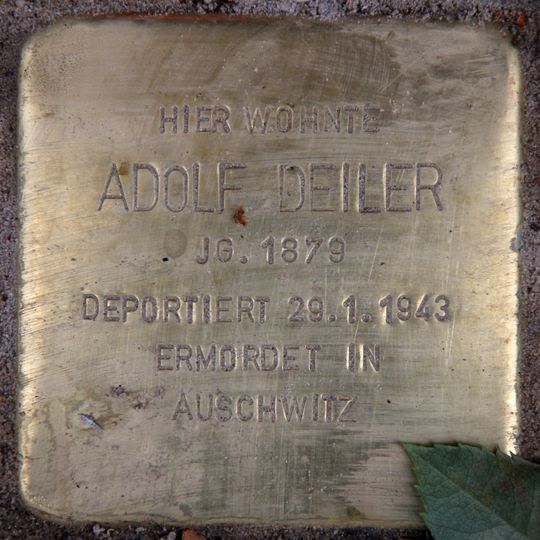 HIER WOHNTE
ADOLF DEILER
JG. 1879
DEPORTIERT 29.1.1943
ERMORDET IN
AUSCHWITZ